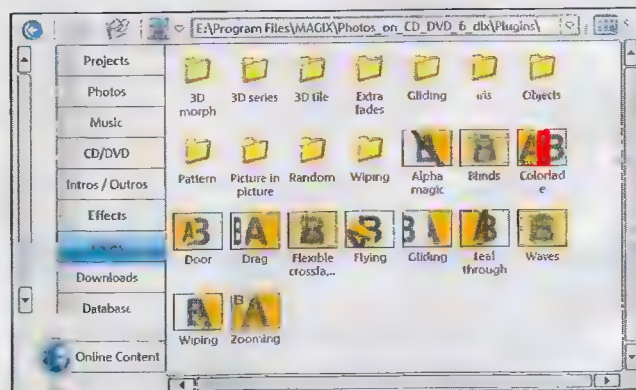 E:\Program Files\MAGIX\Photos_on_CD_DVD_6_dlx\Plugins\
Projects
Photos
Music
CD/DVD
Intros / Outros
Effects
Downloads
Database
Online Content
3D morph
3D series
3D tile
Extra fades
Gliding
Iris
Objects
Pattern
Picture in picture
Random
Wiping
Alpha magic
Blinds
Colorfad
e
Door
Drag
Flexible crossfa...
Flying
Gliding
through
Waves
Wiping
Zooming